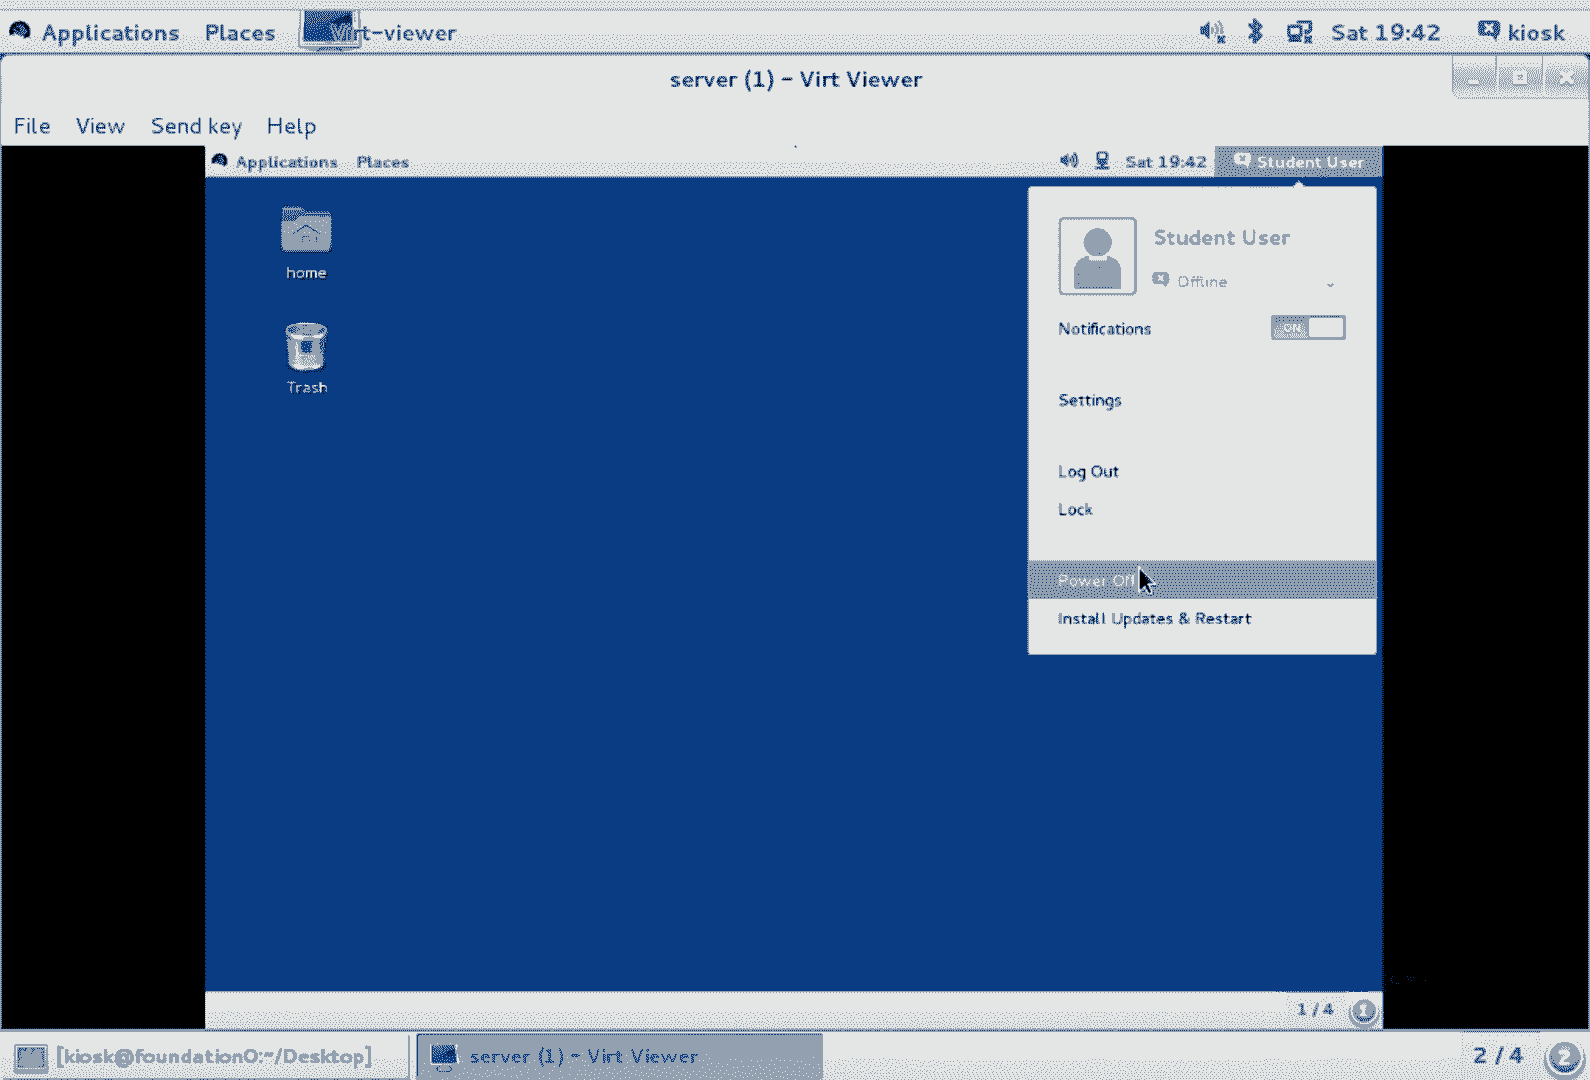 Applications Places Virt-viewer Sat 19:42 kiosk
server (1) - Virt Viewer
File View Send key Help
Applications Places Sat 19:42 Student User
home
Trash
Student User
Offline
Notifications ON
Settings
Log Out
Lock
Power Off
Install Updates & Restart
1 / 4 1
[kiosk@foundation0:~/Desktop] server (1) - Virt Viewer 2 / 4 2